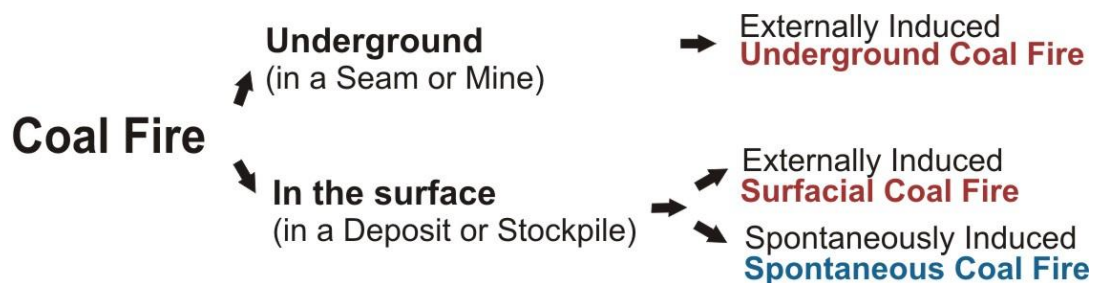 Coal Fire
Underground
(in a Seam or Mine)
Externally Induced
Underground Coal Fire
In the surface
(in a Deposit or Stockpile)
Externally Induced
Surfacial Coal Fire
Spontaneously Induced
Spontaneous Coal Fire